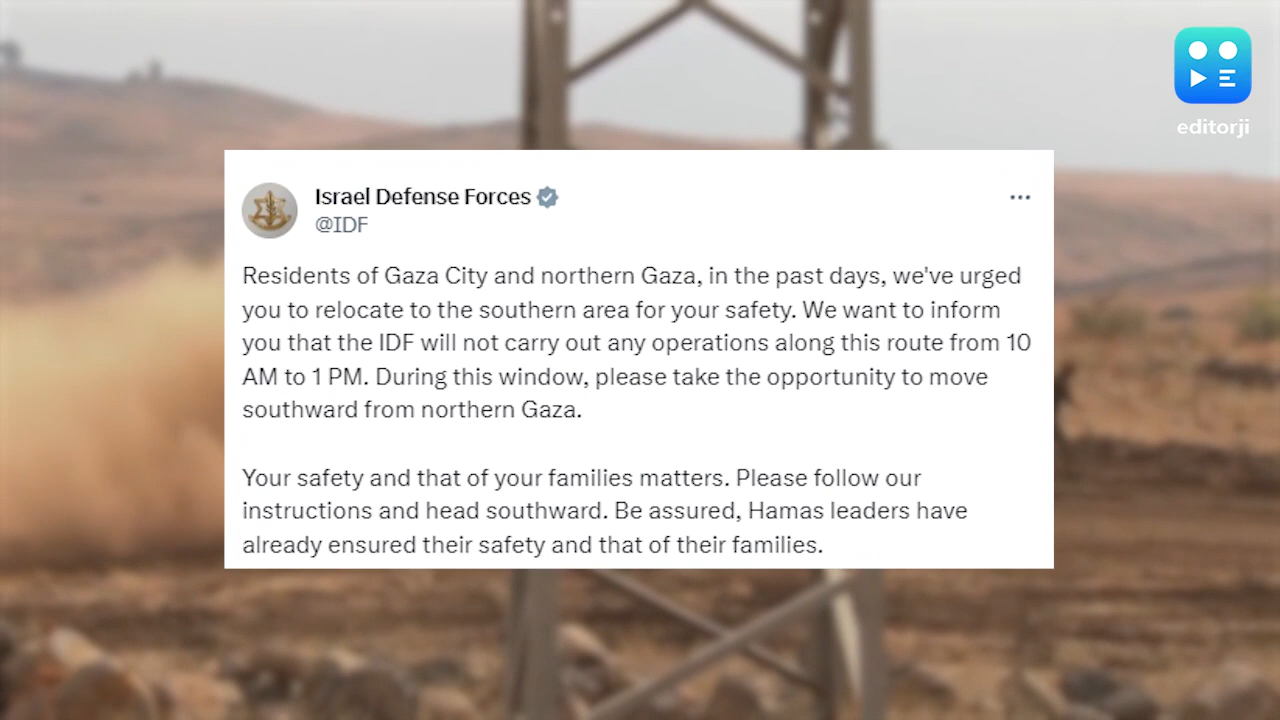 editorji
Israel Defense Forces
@IDF
Residents of Gaza City and northern Gaza, in the past days, we've urged
you to relocate to the southern area for your safety. We want to inform
you that the IDF will not carry out any operations along this route from 10
AM to 1 PM. During this window, please take the opportunity to move
southward from northern Gaza.
Your safety and that of your families matters. Please follow our
instructions and head southward. Be assured, Hamas leaders have
already ensured their safety and that of their families.